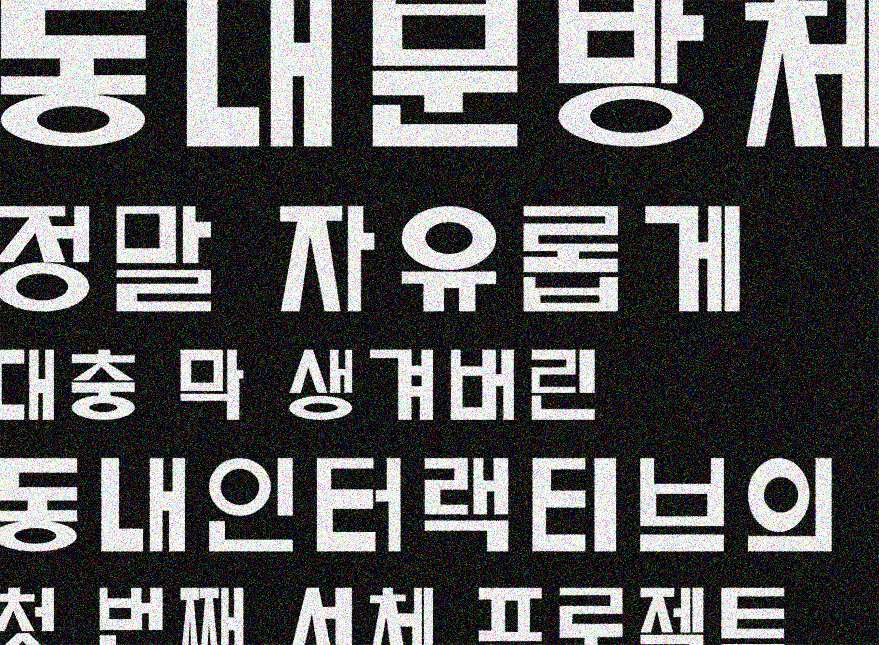 동내문방체
정말 자유롭게
대충 막 생겨버린
동내인터랙티브의
첫 번째 서체 프로젝트